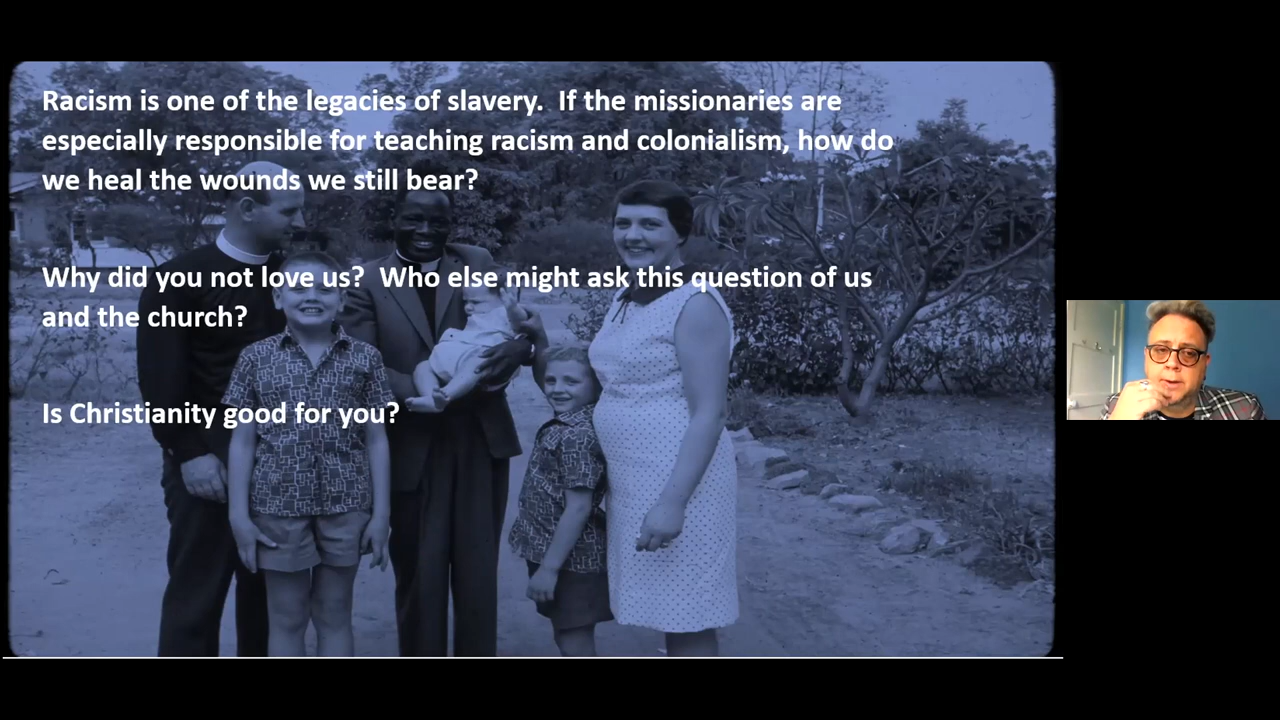 Racism is one of the legacies of slavery.  If the missionaries are
especially responsible for teaching racism and colonialism, how do
we heal the wounds we still bear?
Why did you not love us?  Who else might ask this question of us
and the church?
Is Christianity good for you?